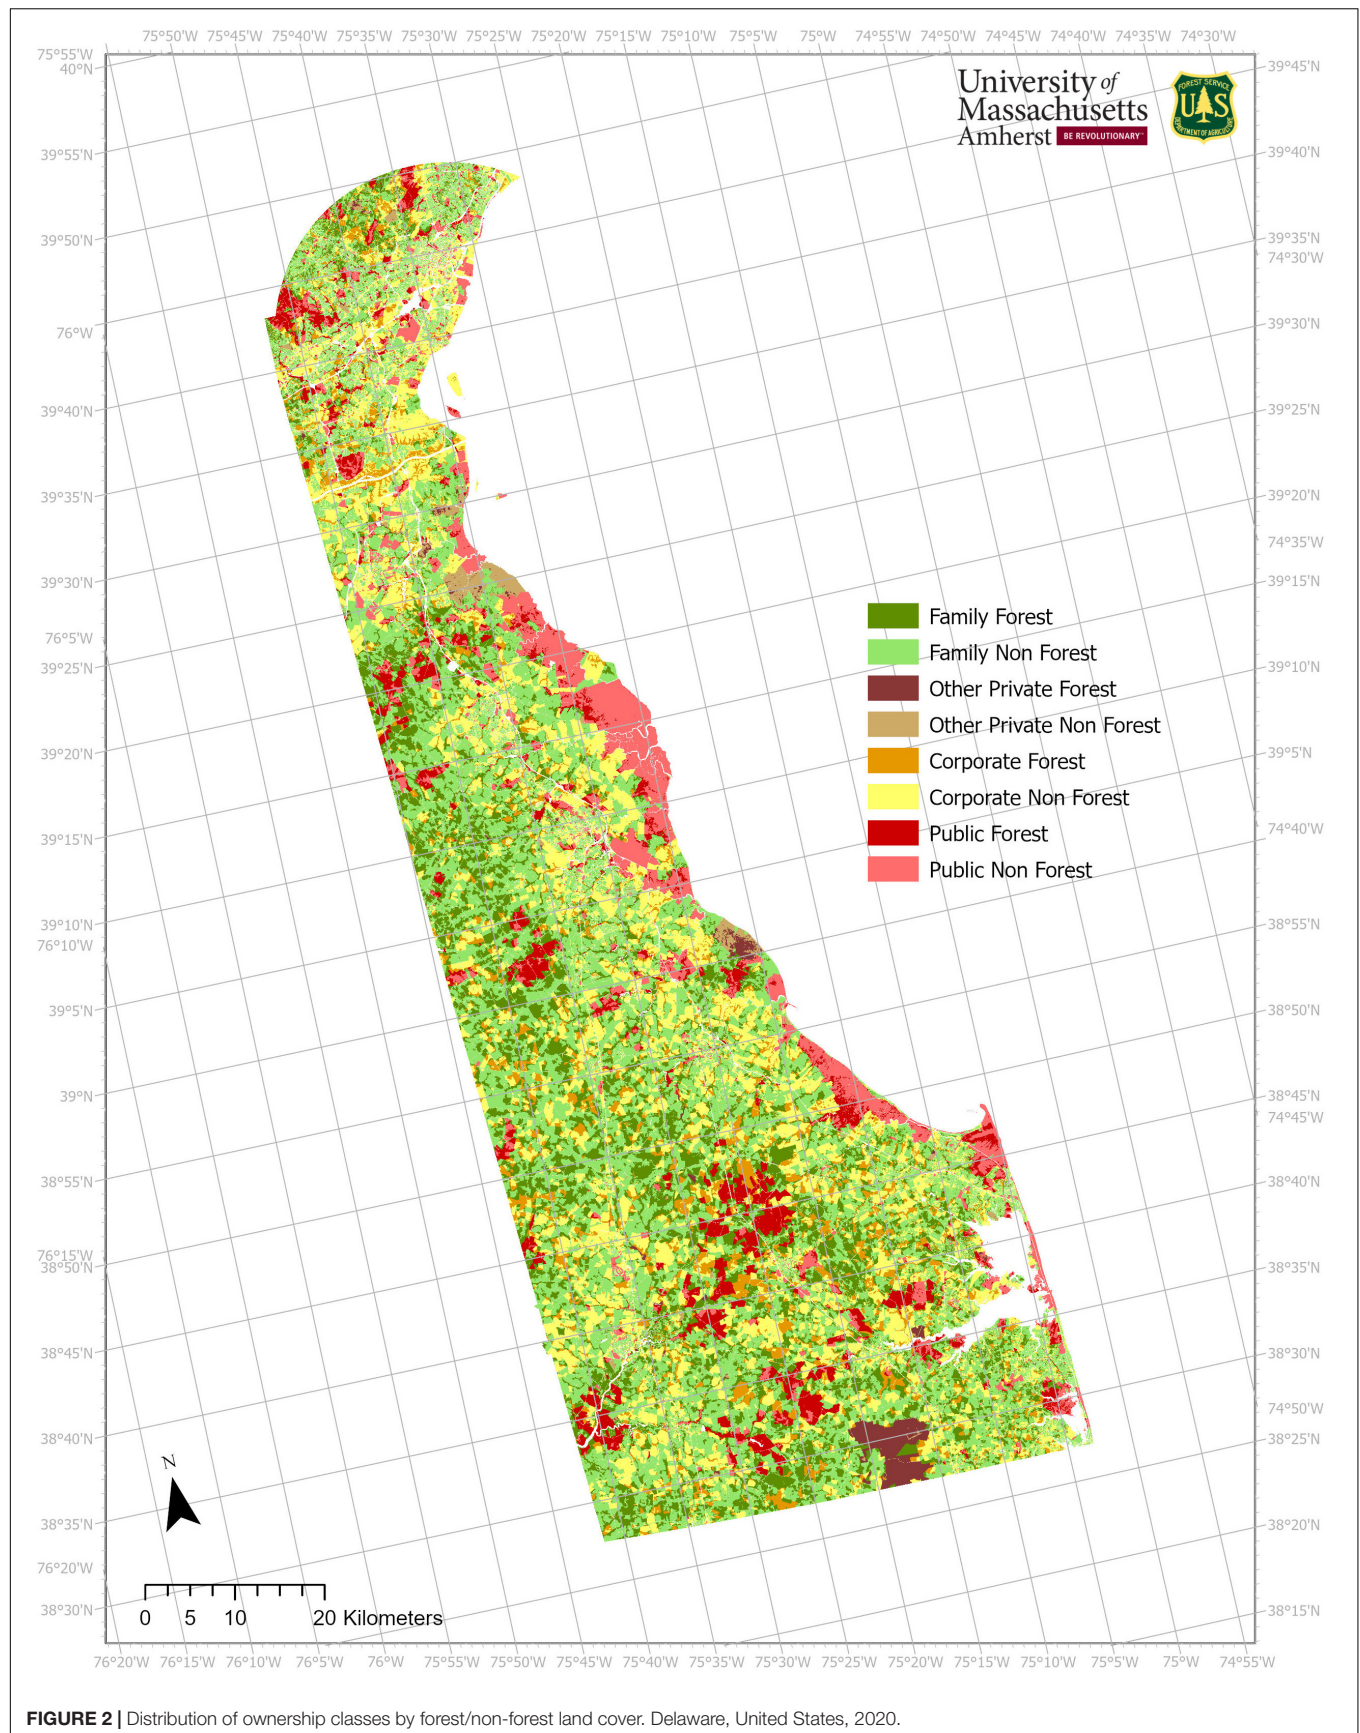 75°50'W 75°45'W 75°40'W 75°35'W 75°30'W 75°25'W 75°20'W 75°15'W 75°10'W 75°5'W 75°W 74°55'W 74°50'W 74°45'W 74°40'W 74°35'W 74°30'W
75°55'W
40°N
39°55'N
39°50'N
76°W
39°40'N
39°35'N
39°30'N
76°5'W
39°25'N
39°20'N
39°15'N
39°10'N
76°10'W
39°5'N
39°N
38°55'N
76°15'W
38°50'N
38°45'N
38°40'N
38°35'N
76°20'W
38°30'N
University of
Massachusetts
Amherst BE REVOLUTIONARY™
FOREST SERVICE
U S
DEPARTMENT OF AGRICULTURE
39°45'N
39°40'N
39°35'N
74°30'W
39°30'N
39°25'N
39°20'N
74°35'W
39°15'N
39°10'N
39°5'N
74°40'W
38°55'N
38°50'N
38°45'N
74°45'W
38°40'N
38°35'N
38°30'N
74°50'W
38°25'N
38°20'N
38°15'N
Family Forest
Family Non Forest
Other Private Forest
Other Private Non Forest
Corporate Forest
Corporate Non Forest
Public Forest
Public Non Forest
N
0 5 10 20 Kilometers
76°20'W 76°15'W 76°10'W 76°5'W 76°W 75°55'W 75°50'W 75°45'W 75°40'W 75°35'W 75°30'W 75°25'W 75°20'W 75°15'W 75°10'W 75°5'W 75°W 74°55'W
FIGURE 2 | Distribution of ownership classes by forest/non-forest land cover. Delaware, United States, 2020.